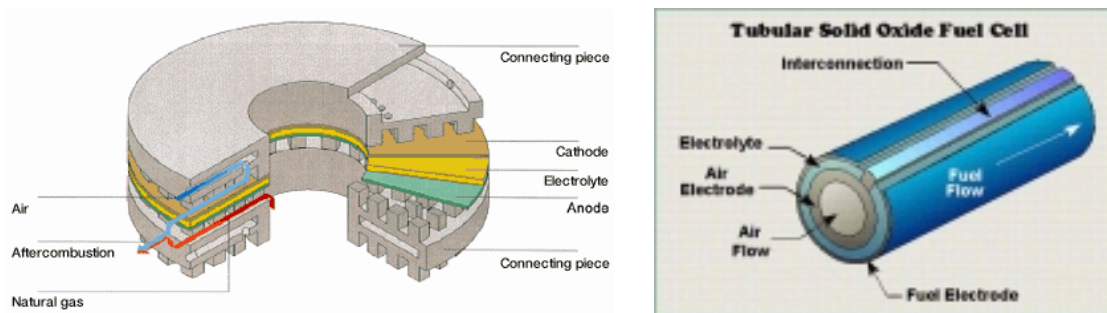 Connecting piece
Cathode
Electrolyte
Anode
Air
Aftercombustion
Connecting piece
Natural gas
Tubular Solid Oxide Fuel Cell
Interconnection
Electrolyte
Air
Electrode
Fuel
Flow
Air
Flow
Fuel Electrode